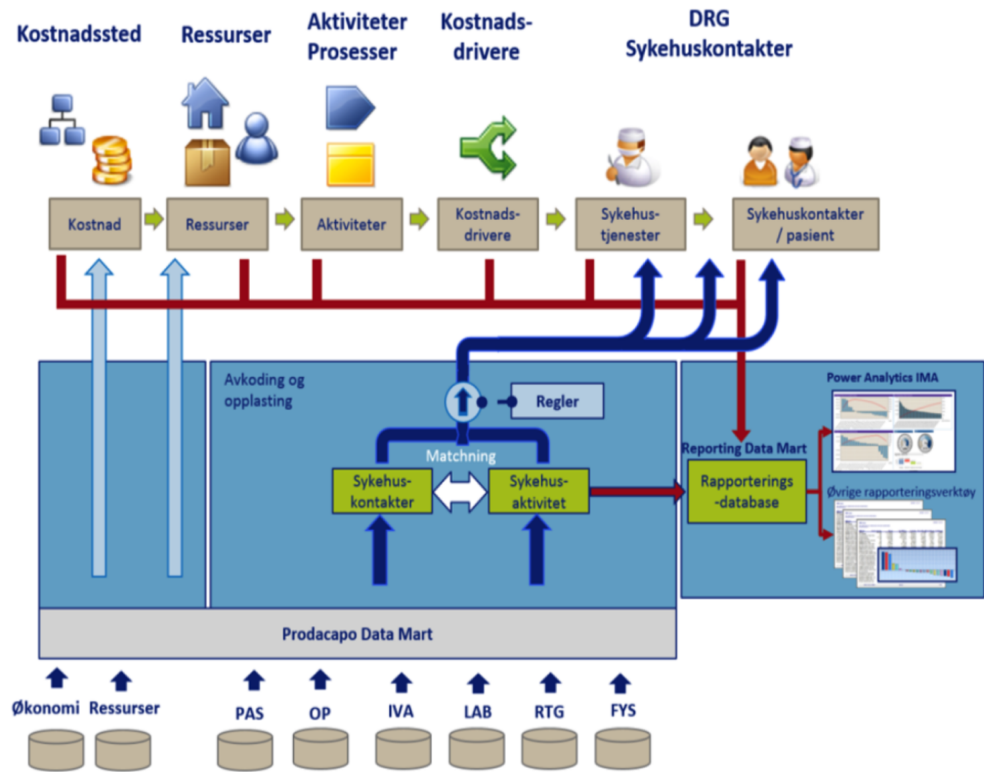 Kostnadssted
Ressurser
Aktiviteter
Prosesser
Kostnads-
drivere
DRG
Sykehuskontakter
Kostnad
Ressurser
Aktiviteter
Kostnads-
drivere
Sykehus-
tjenester
Sykehuskontakter
/ pasient
Avkoding og
opplasting
Regler
Matchning
Sykehus-
kontakter
Sykehus-
aktivitet
Power Analytics IMA
Reporting Data Mart
Rapporterings
-database
Øvrige rapporteringsverktøy
Prodacapo Data Mart
Økonomi
Ressurser
PAS
OP
IVA
LAB
RTG
FYS